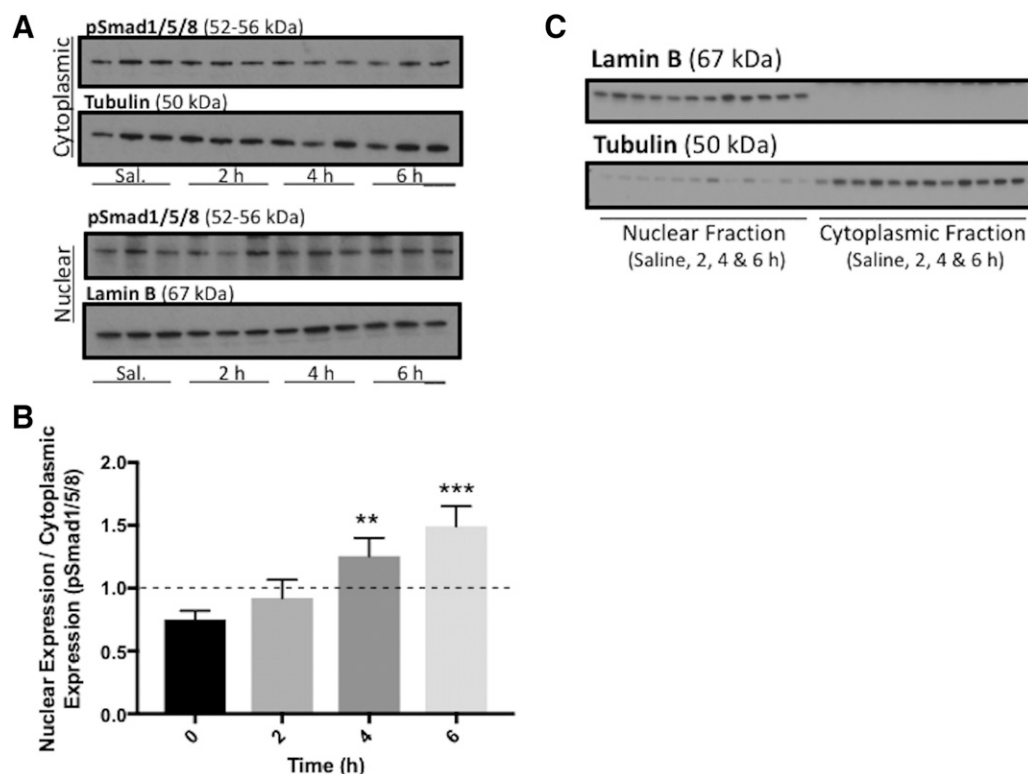 A
pSmad1/5/8 (52-56 kDa)
Cytoplasmic
Tubulin (50 kDa)
Sal. 2 h 4 h 6 h
pSmad1/5/8 (52-56 kDa)
Nuclear
Lamin B (67 kDa)
Sal. 2 h 4 h 6 h
B
Nuclear Expression / Cytoplasmic
Expression (pSmad1/5/8)
2.0
1.5
1.0
0.5
0.0
**
***
0 2 4 6
Time (h)
C
Lamin B (67 kDa)
Tubulin (50 kDa)
Nuclear Fraction
(Saline, 2, 4 & 6 h)
Cytoplasmic Fraction
(Saline, 2, 4 & 6 h)